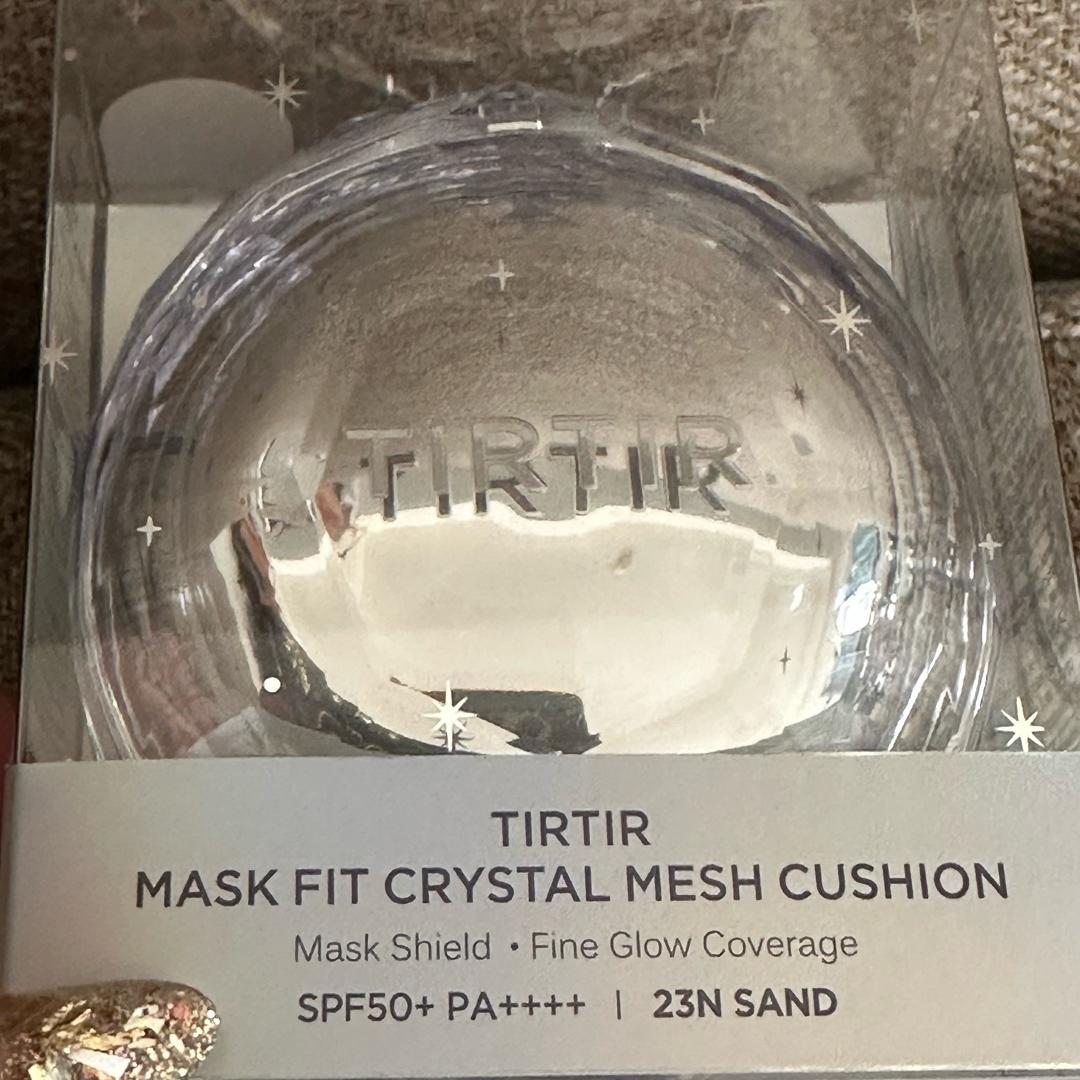 TIRTIR
TIRTIR
MASK FIT CRYSTAL MESH CUSHION
Mask Shield • Fine Glow Coverage
SPF50+ PA++++ | 23N SAND